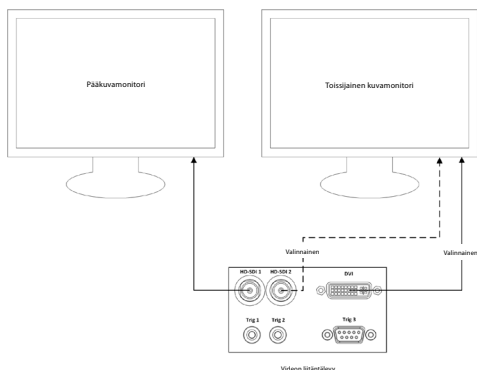 Pääkuvamonitori
Toissijainen kuvamonitori
Valinnainen
Valinnainen
HD-SDI 1 HD-SDI 2 DVI
Trig 1 Trig 2 Trig 3
Videon liitäntälevy